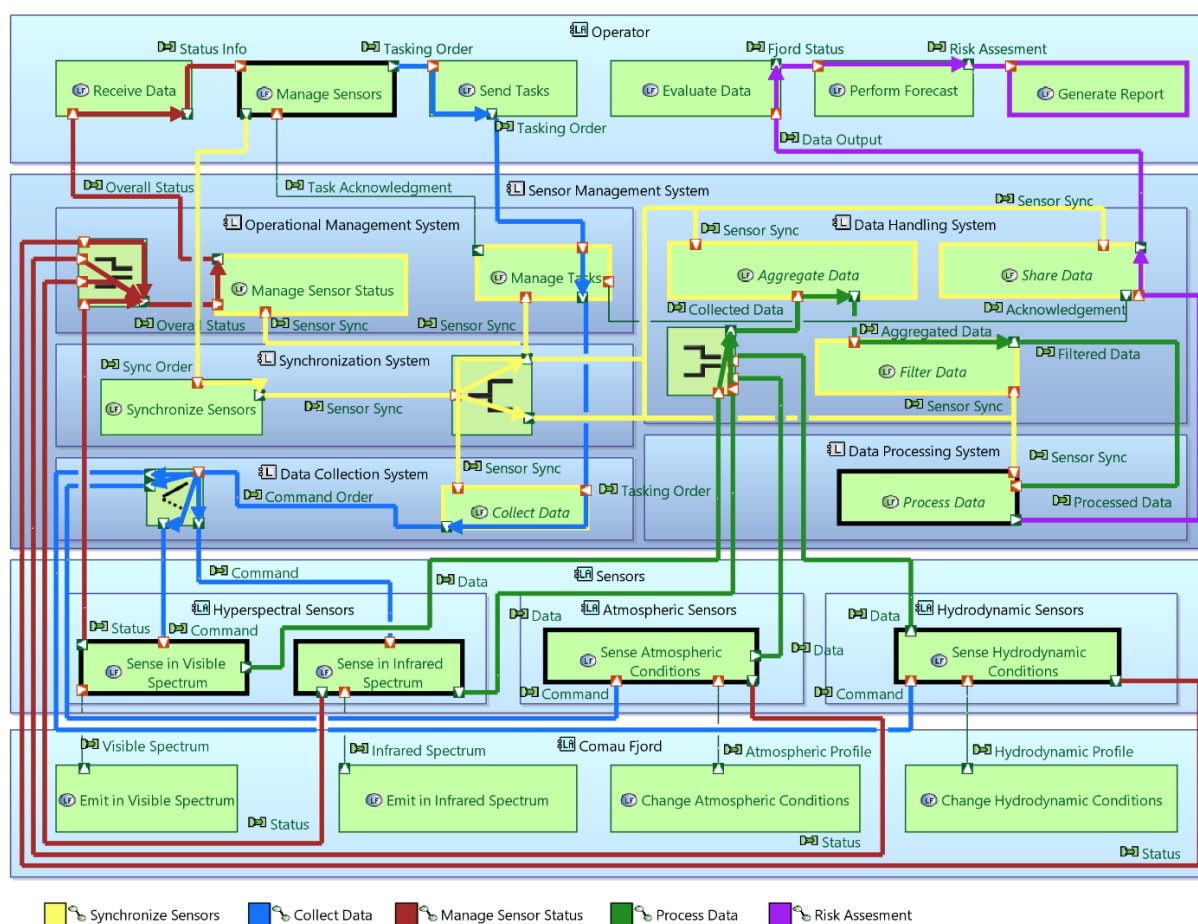 Operator
Status Info
Tasking Order
Fjord Status
Risk Assesment
Receive Data
Manage Sensors
Send Tasks
Evaluate Data
Perform Forecast
Generate Report
Tasking Order
Data Output
Overall Status
Task Acknowledgment
Sensor Management System
Sensor Sync
Operational Management System
Sensor Sync
Data Handling System
Manage Sensor Status
Manage Tasks
Aggregate Data
Share Data
Overall Status
Sensor Sync
Sensor Sync
Collected Data
Acknowledgement
Aggregated Data
Filtered Data
Sync Order
Synchronization System
Filter Data
Synchronize Sensors
Sensor Sync
Sensor Sync
Data Collection System
Sensor Sync
Data Processing System
Sensor Sync
Command Order
Tasking Order
Collect Data
Process Data
Processed Data
Command
Data
Sensors
Hyperspectral Sensors
Data
Atmospheric Sensors
Data
Hydrodynamic Sensors
Status
Command
Data
Sense in Visible
Spectrum
Sense in Infrared
Spectrum
Sense Atmospheric
Conditions
Sense Hydrodynamic
Conditions
Command
Command
Visible Spectrum
Infrared Spectrum
Comau Fjord
Atmospheric Profile
Hydrodynamic Profile
Emit in Visible Spectrum
Emit in Infrared Spectrum
Change Atmospheric Conditions
Change Hydrodynamic Conditions
Status
Status
Status
Synchronize Sensors
Collect Data
Manage Sensor Status
Process Data
Risk Assesment